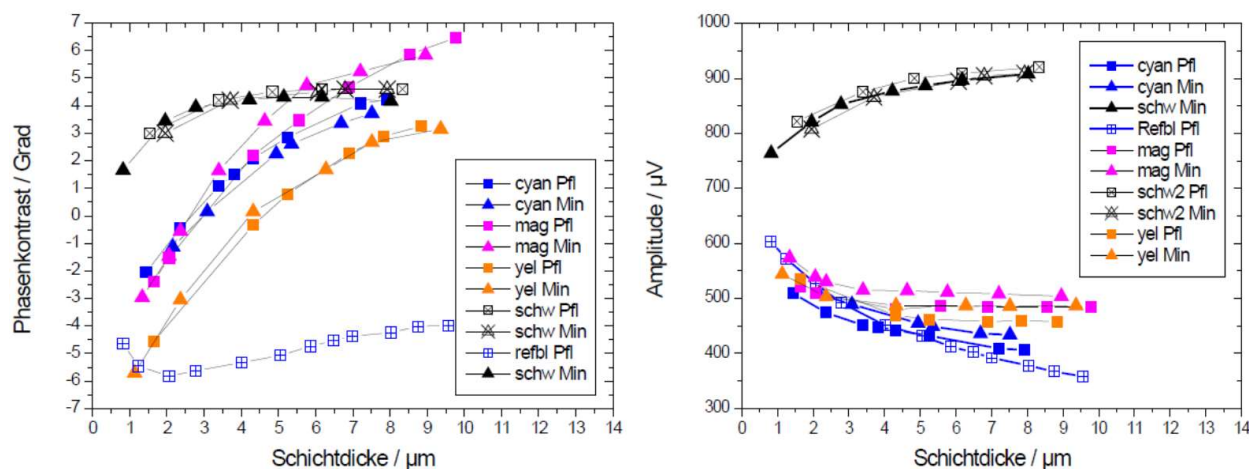 Phasenkontrast / Grad
7
6
5
4
3
2
1
0
-1
-2
-3
-4
-5
-6
-7
0 1 2 3 4 5 6 7 8 9 10 11 12 13 14
Schichtdicke / µm
cyan Pfl
cyan Min
mag Pfl
mag Min
yel Pfl
yel Min
schw Pfl
schw Min
refbl Pfl
schw Min
Amplitude / µV
1000
900
800
700
600
500
400
300
0 1 2 3 4 5 6 7 8 9 10 11 12 13 14
Schichtdicke / µm
cyan Pfl
cyan Min
schw Min
Refbl Pfl
mag Pfl
mag Min
schw2 Pfl
schw2 Min
yel Pfl
yel Min